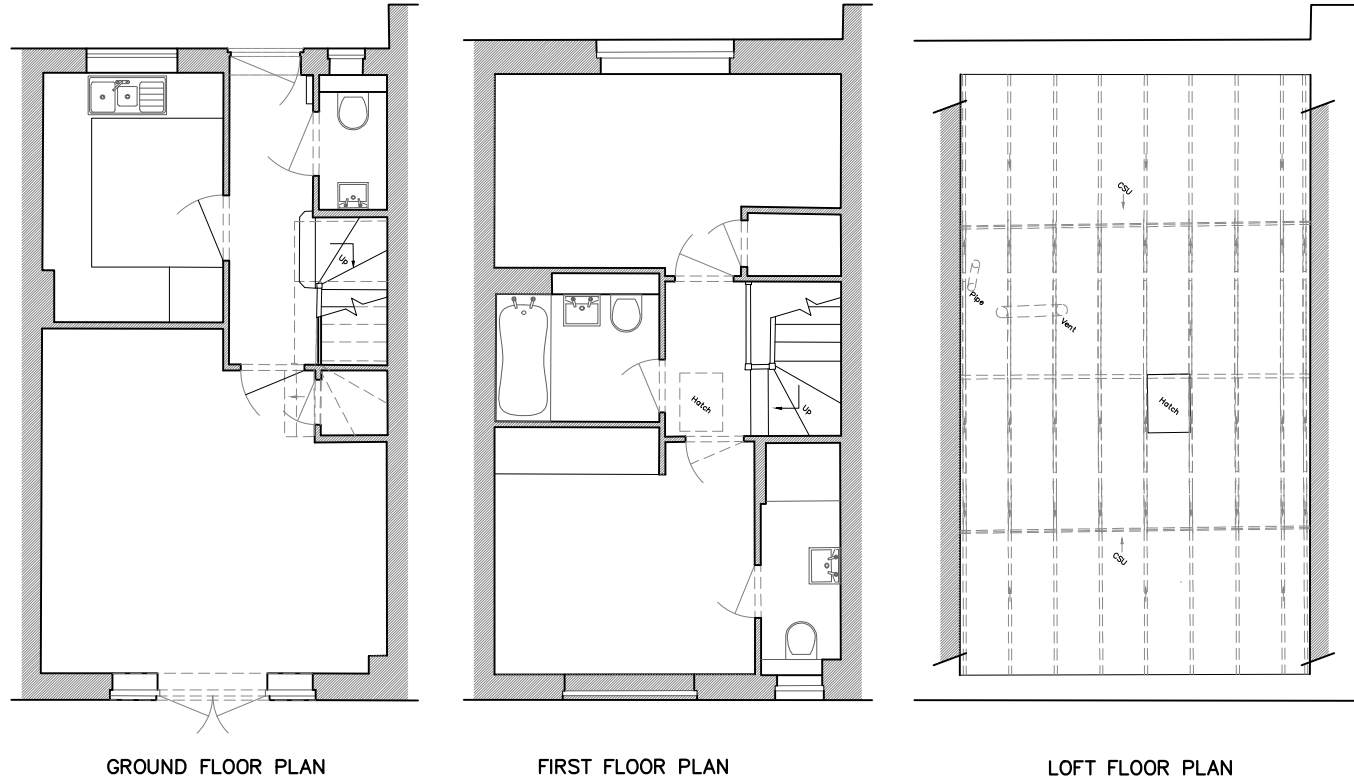 Up
GROUND FLOOR PLAN
Hatch
Up
FIRST FLOOR PLAN
CSU
Pipe
Vent
Hatch
CSU
LOFT FLOOR PLAN